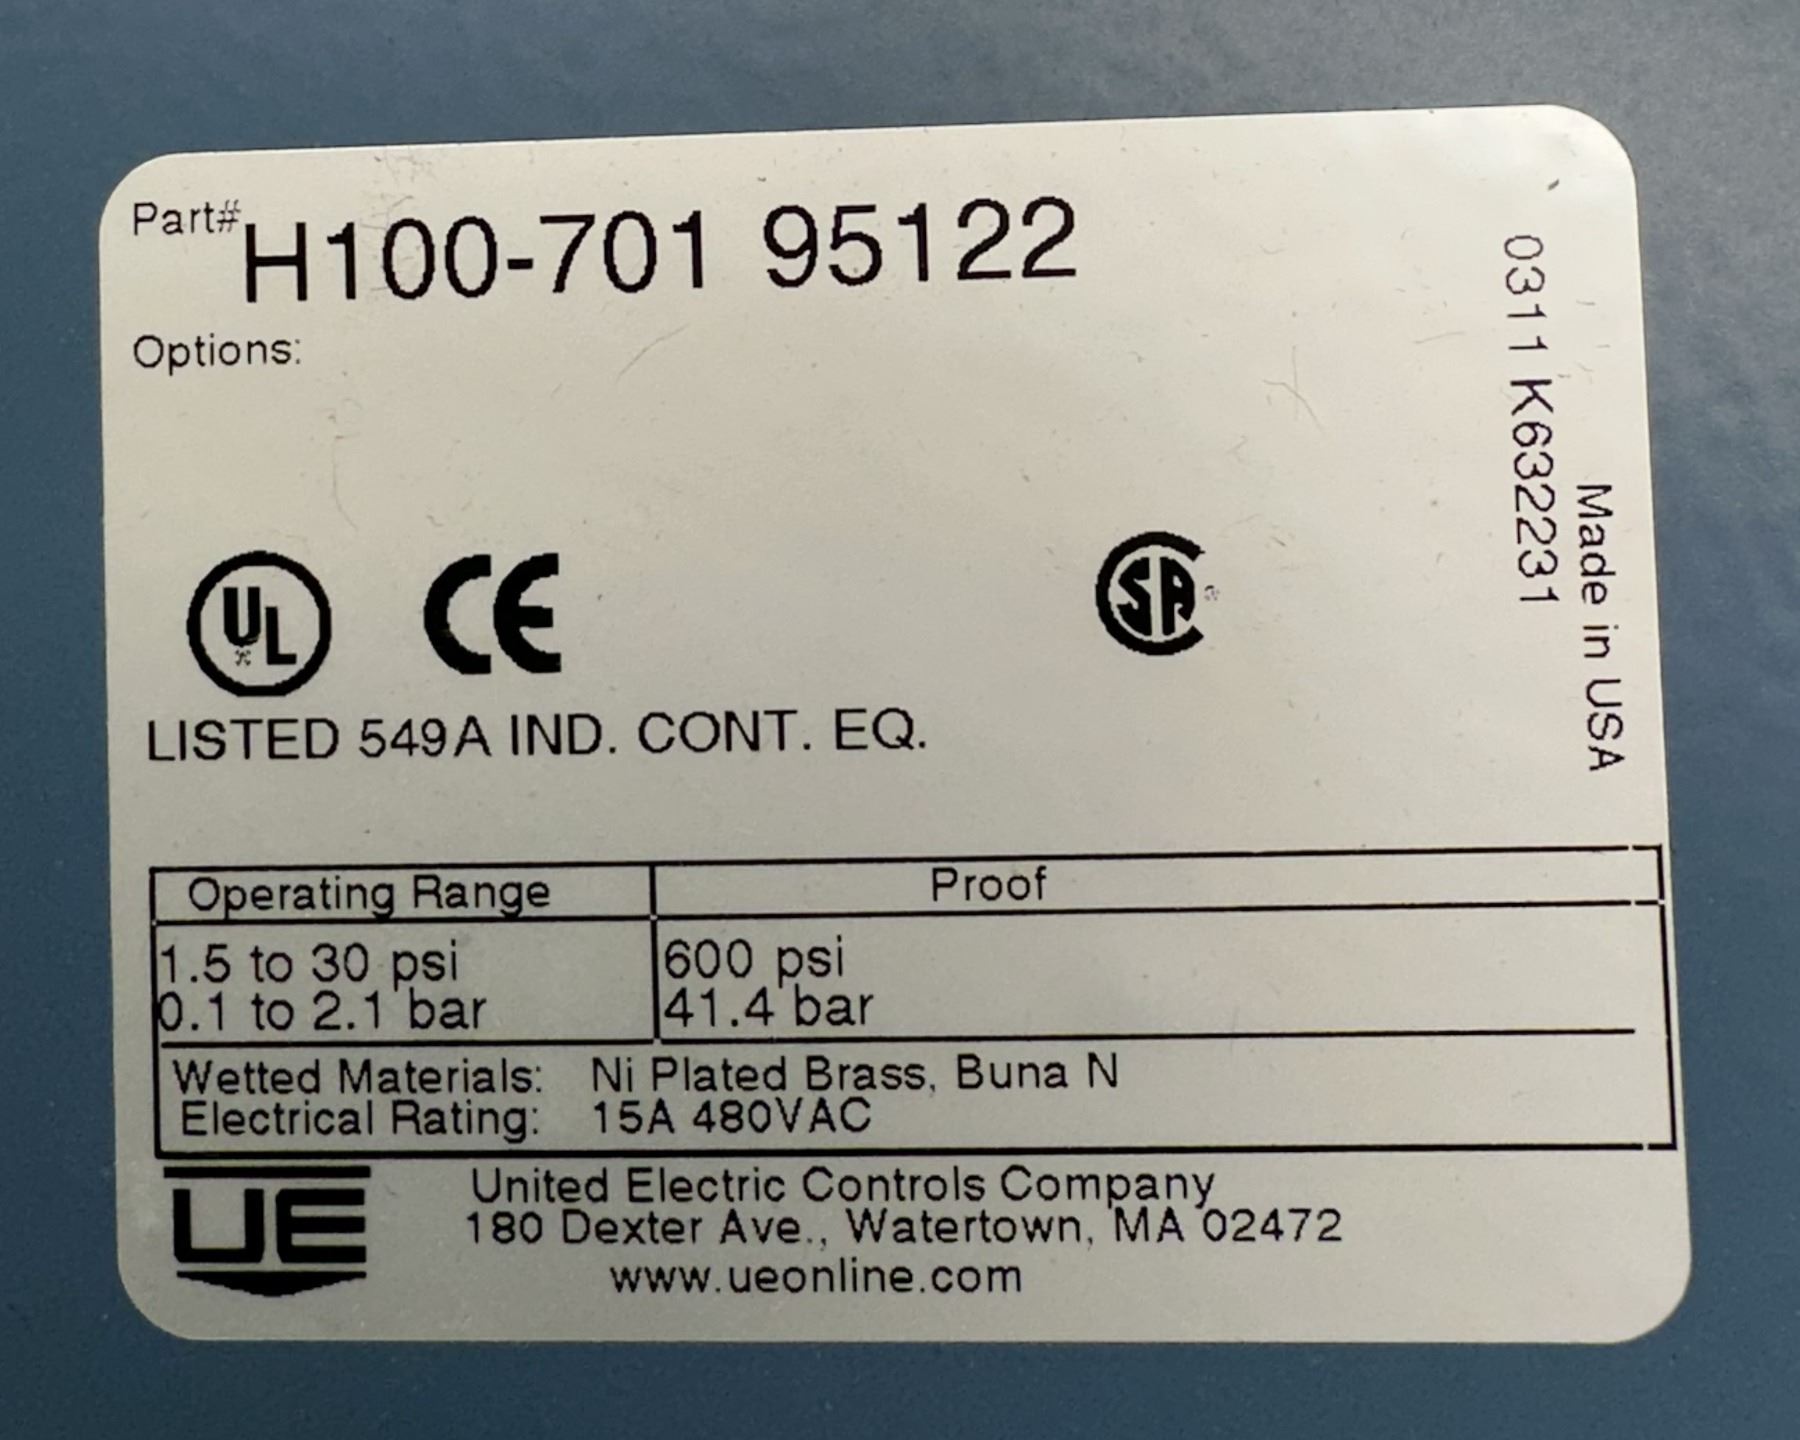 Part# H100-701 95122
Options:
UL CE SA
LISTED 549A IND. CONT. EQ.
0311 K632231
Made in USA
Operating Range Proof
1.5 to 30 psi 600 psi
0.1 to 2.1 bar 41.4 bar
Wetted Materials: Ni Plated Brass, Buna N
Electrical Rating: 15A 480VAC
UE
United Electric Controls Company
180 Dexter Ave., Watertown, MA 02472
www.ueonline.com